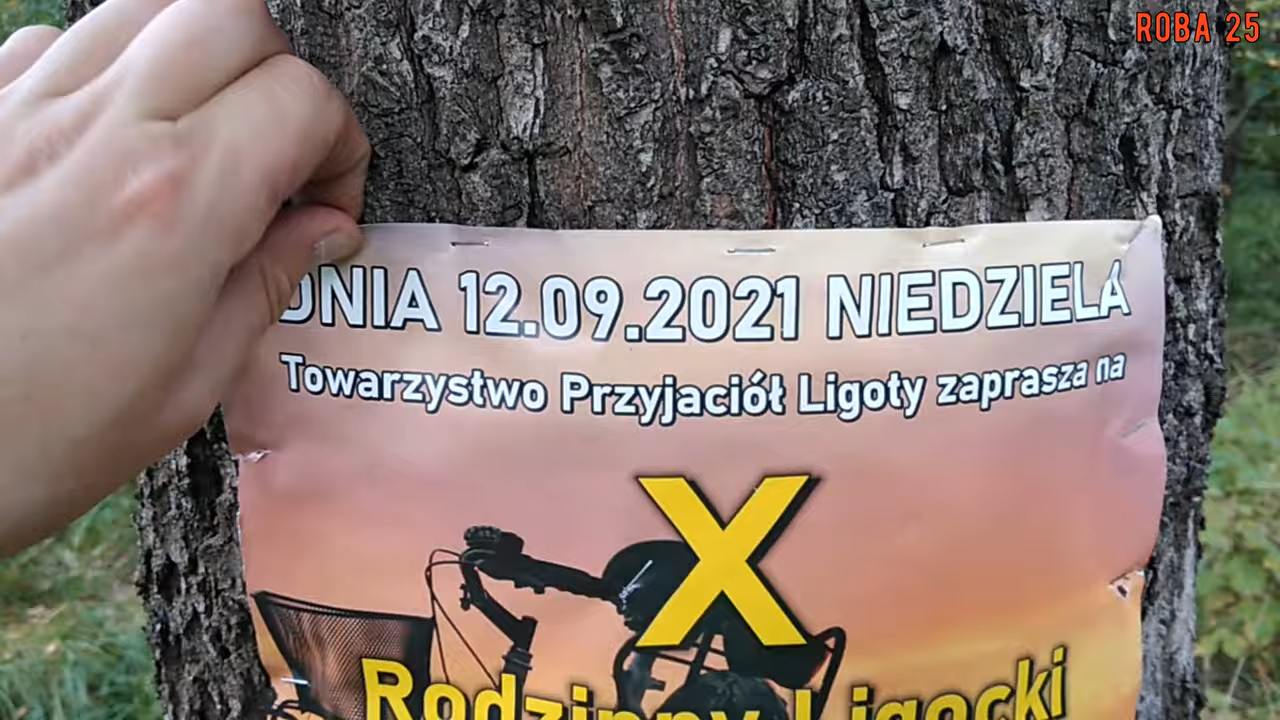 ROBA 25
DNIA 12.09.2021 NIEDZIELA
Towarzystwo Przyjaciół Ligoty zaprasza na
X
Rodzinny Ligocki